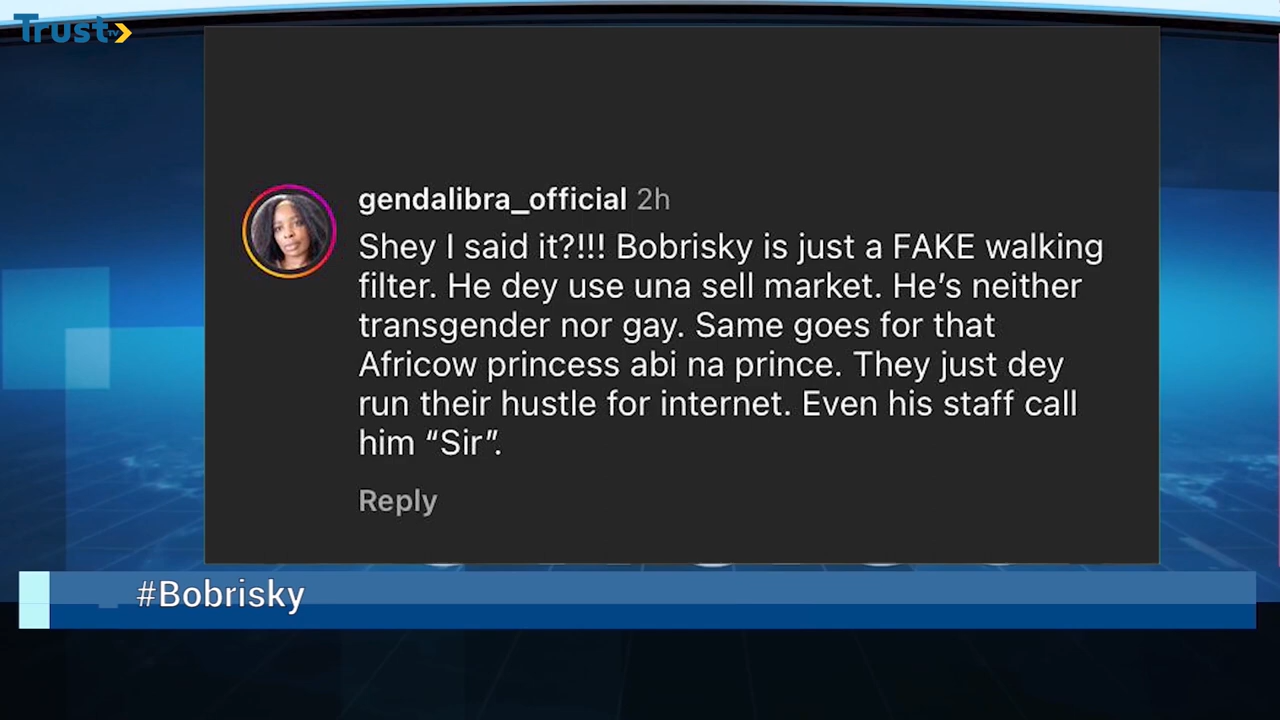 Trust TV
gendalibra_official 2h
Shey I said it?!!! Bobrisky is just a FAKE walking
filter. He dey use una sell market. He’s neither
transgender nor gay. Same goes for that
Africow princess abi na prince. They just dey
run their hustle for internet. Even his staff call
him “Sir”.
Reply
#Bobrisky